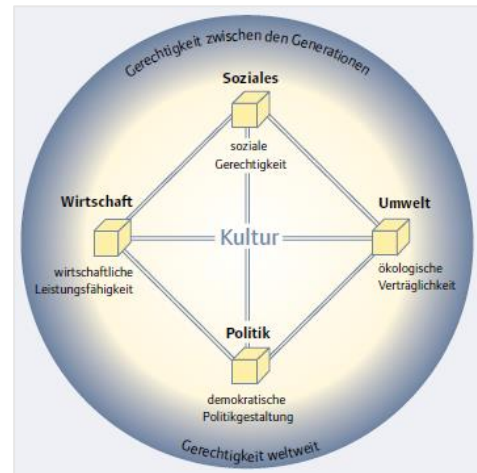 Gerechtigkeit zwischen den Generationen
Soziales
soziale
Gerechtigkeit
Wirtschaft
wirtschaftliche
Leistungsfähigkeit
Kultur
Umwelt
ökologische
Verträglichkeit
Politik
demokratische
Politikgestaltung
Gerechtigkeit weltweit